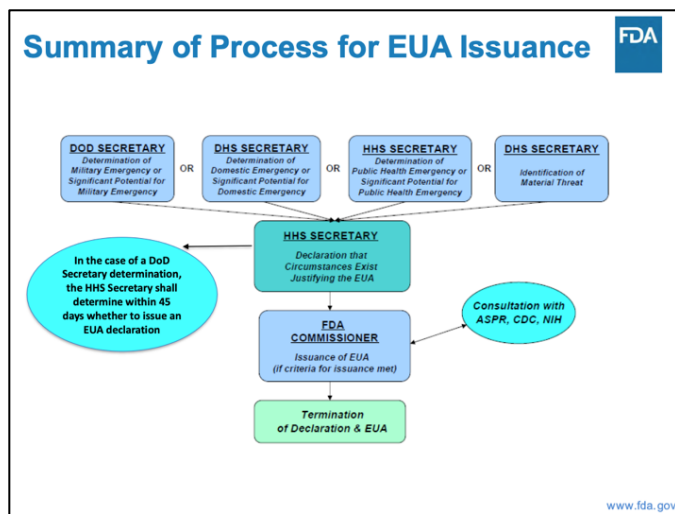 Summary of Process for EUA Issuance
FDA
DOD SECRETARY
Determination of
Military Emergency or
Significant Potential for
Military Emergency
OR
DHS SECRETARY
Determination of
Domestic Emergency or
Significant Potential for
Domestic Emergency
OR
HHS SECRETARY
Determination of
Public Health Emergency or
Significant Potential for
Public Health Emergency
OR
DHS SECRETARY
Identification of
Material Threat
HHS SECRETARY
Declaration that
Circumstances Exist
Justifying the EUA
In the case of a DoD
Secretary determination,
the HHS Secretary shall
determine within 45
days whether to issue an
EUA declaration
FDA
COMMISSIONER
Issuance of EUA
(if criteria for issuance met)
Consultation with
ASPR, CDC, NIH
Termination
of Declaration & EUA
www.fda.gov